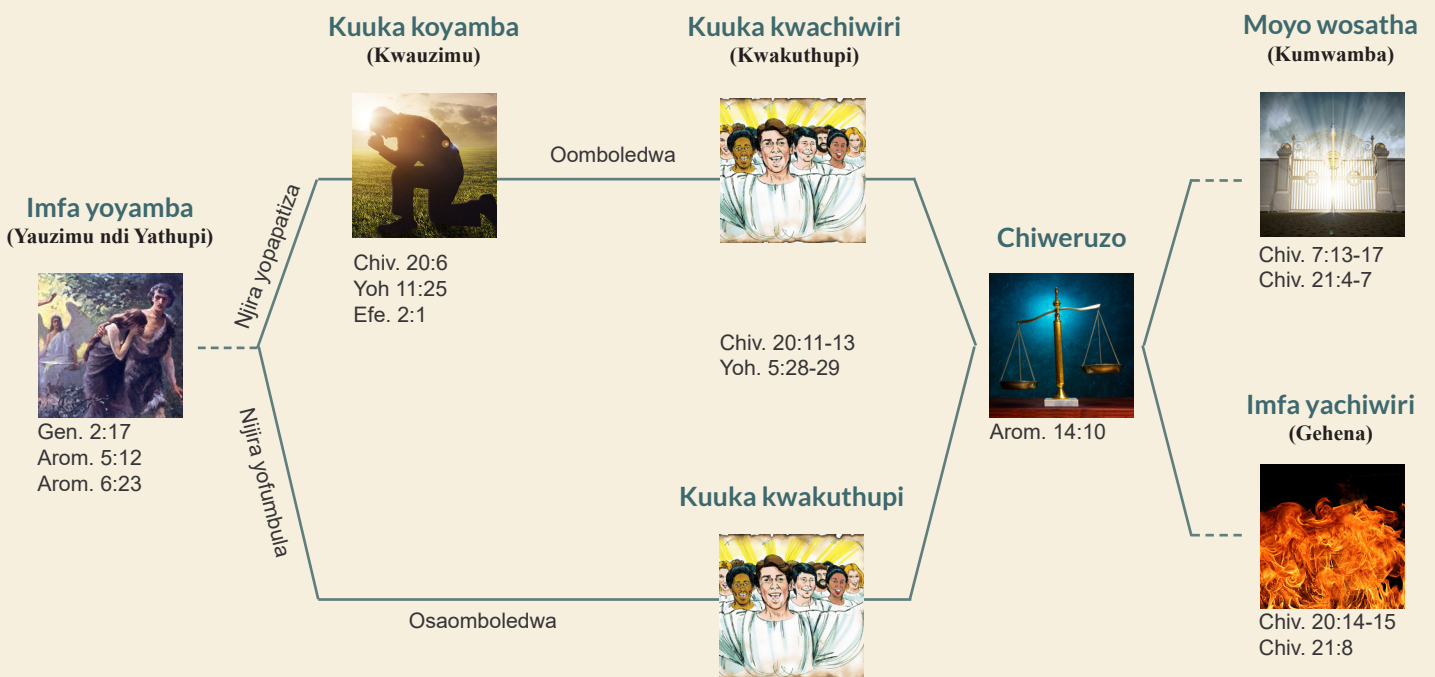 Imfa yoyamba
(Yauzimu ndi Yathupi)
Gen. 2:17
Arom. 5:12
Arom. 6:23
Njira yopapatiza
Nijira yofumbula
Kuuka koyamba
(Kwauzimu)
Chiv. 20:6
Yoh 11:25
Efe. 2:1
Oomboledwa
Osaomboledwa
Kuuka kwachiwiri
(Kwakuthupi)
Chiv. 20:11-13
Yoh. 5:28-29
Kuuka kwakuthupi
Chiweruzo
Arom. 14:10
Moyo wosatha
(Kumwamba)
Chiv. 7:13-17
Chiv. 21:4-7
Imfa yachiwiri
(Gehena)
Chiv. 20:14-15
Chiv. 21:8